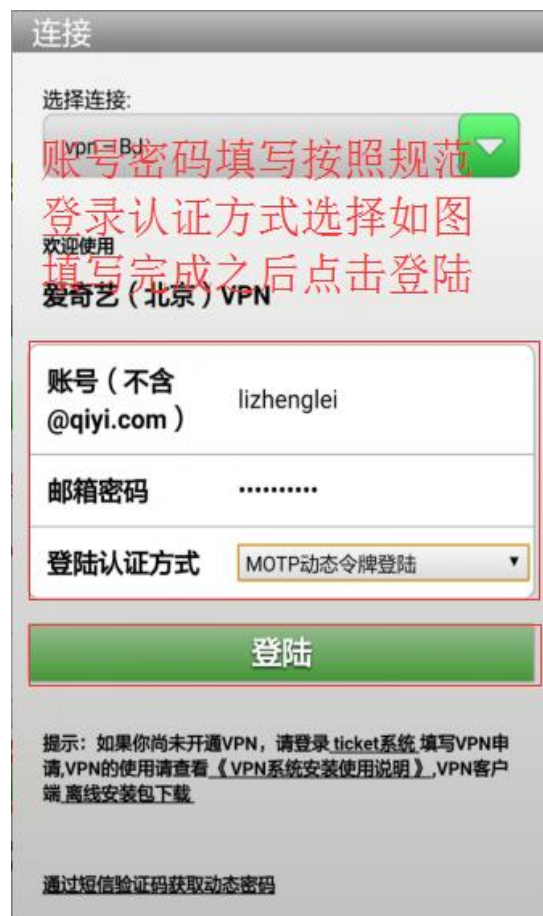 连接
选择连接:
vpn – BJ
账号密码填写按照规范
登录认证方式选择如图
欢迎使用
填写完成之后点击登陆
爱奇艺（北京）VPN
账号（不含
@qiyi.com）
lizhenglei
邮箱密码
••••••••••
登陆认证方式
MOTP动态令牌登陆
登陆
提示：如果你尚未开通VPN，请登录 ticket系统 填写VPN申
请,VPN的使用请查看《VPN系统安装使用说明》,VPN客户
端 离线安装包下载
通过短信验证码获取动态密码